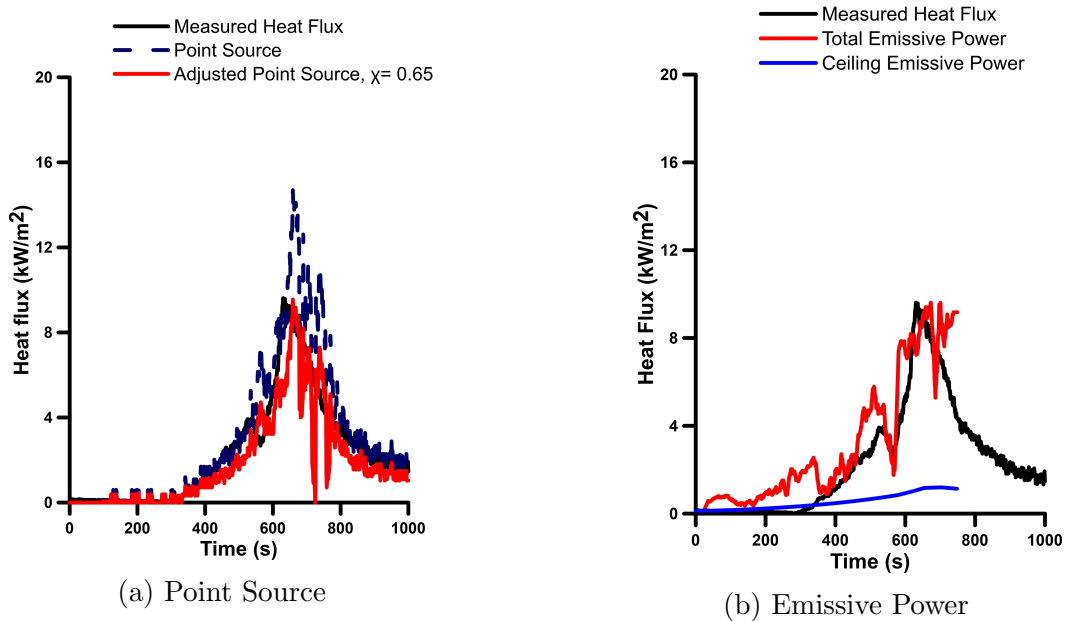 Measured Heat Flux
Point Source
Adjusted Point Source, χ= 0.65
20
16
12
8
4
0
Heat flux (kW/m2)
0 200 400 600 800 1000
Time (s)
(a) Point Source
Measured Heat Flux
Total Emissive Power
Ceiling Emissive Power
20
16
12
8
4
0
Heat Flux (kW/m2)
0 200 400 600 800 1000
Time (s)
(b) Emissive Power